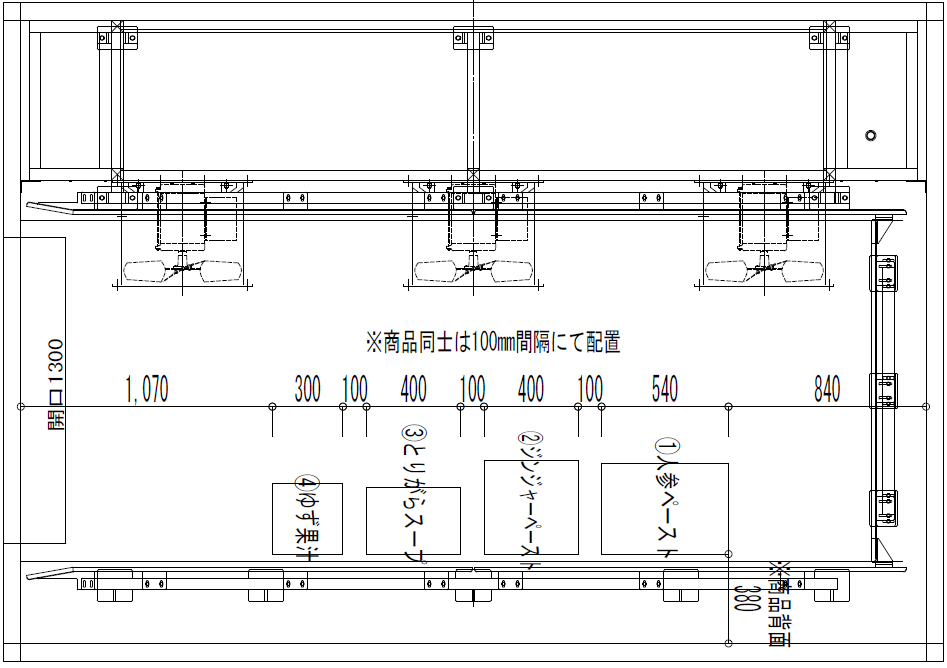 ※商品同士は100mm間隔にて配置
開口1300
1,070
300
100
400
100
400
100
540
840
④ゆず果汁
③とりがらスープ
②ジンジャーペースト
①人参ペースト
※商品背面
380